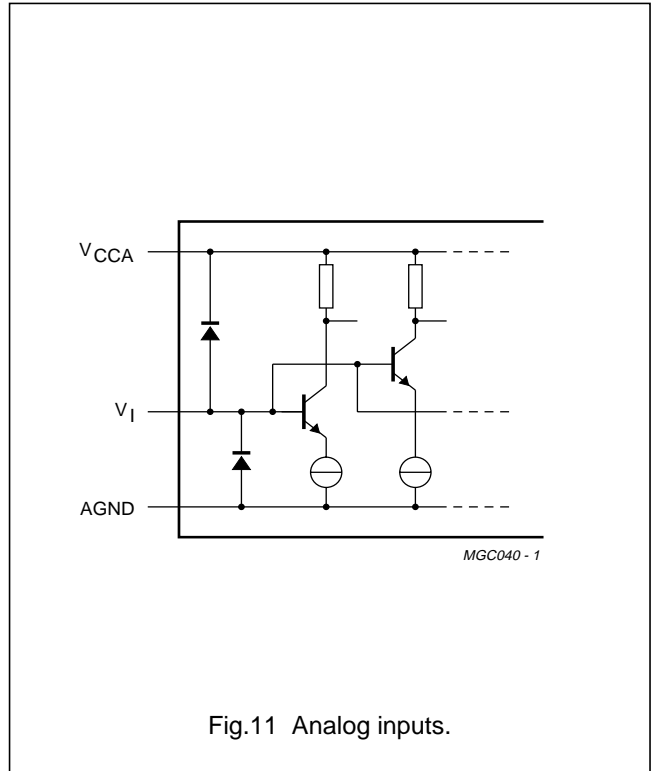 VCCA
VI
AGND
MGC040 - 1
Fig.11 Analog inputs.